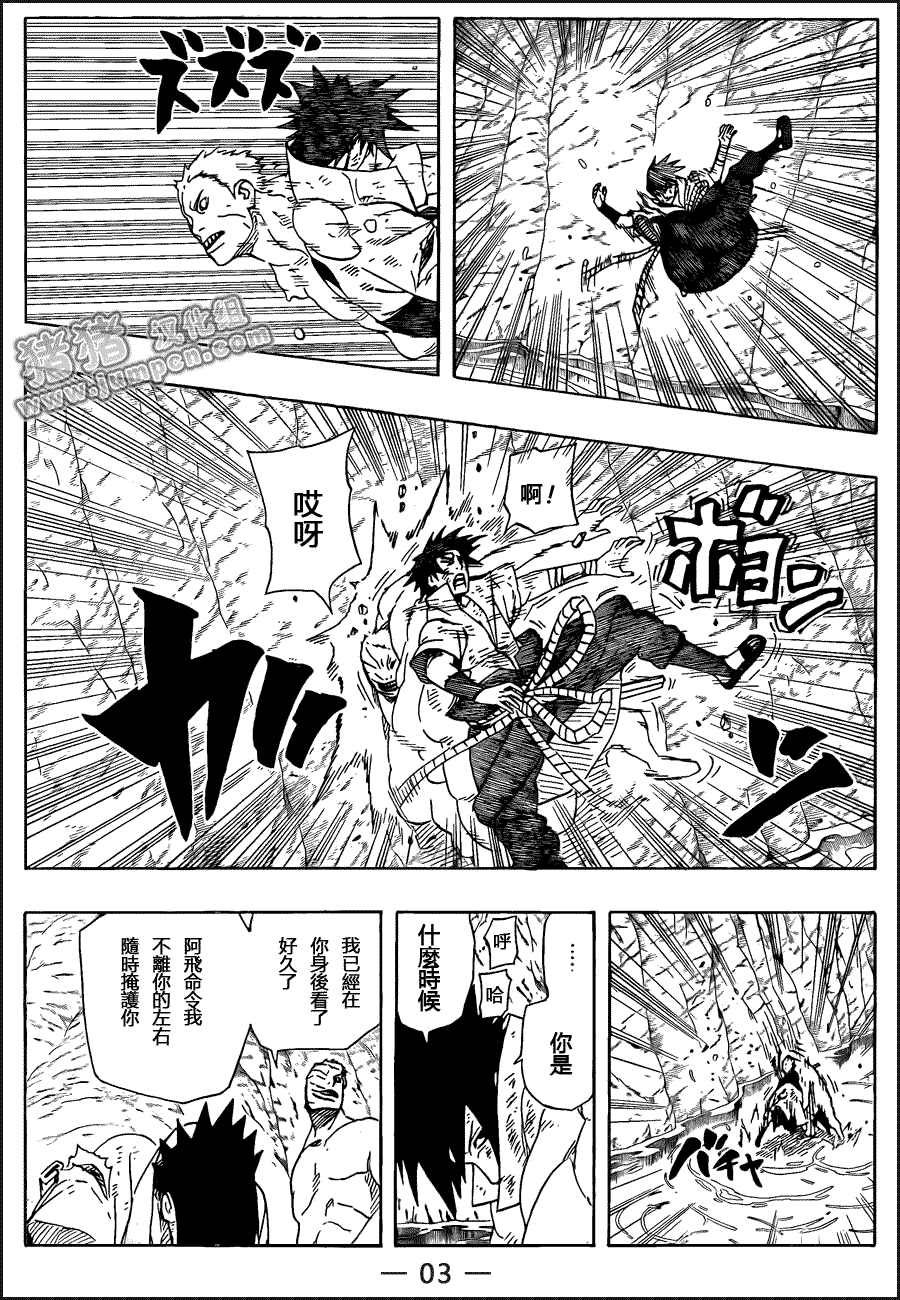 ズズズ
猪猪汉化组
www.jumpcn.com
啊！
哎呀
ボヨン
ガッ
バチャ
……
你是
什麼時候
呼
哈
我已經在
你身後看了
好久了
阿飛命令我
不離你的左右
隨時掩護你
— 03 —